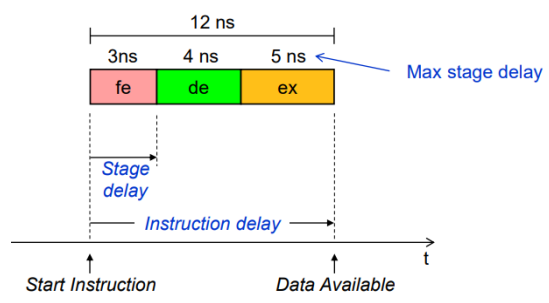 12 ns
3ns 4 ns 5 ns
Max stage delay
fe de ex
Stage
delay
Instruction delay
t
Start Instruction Data Available